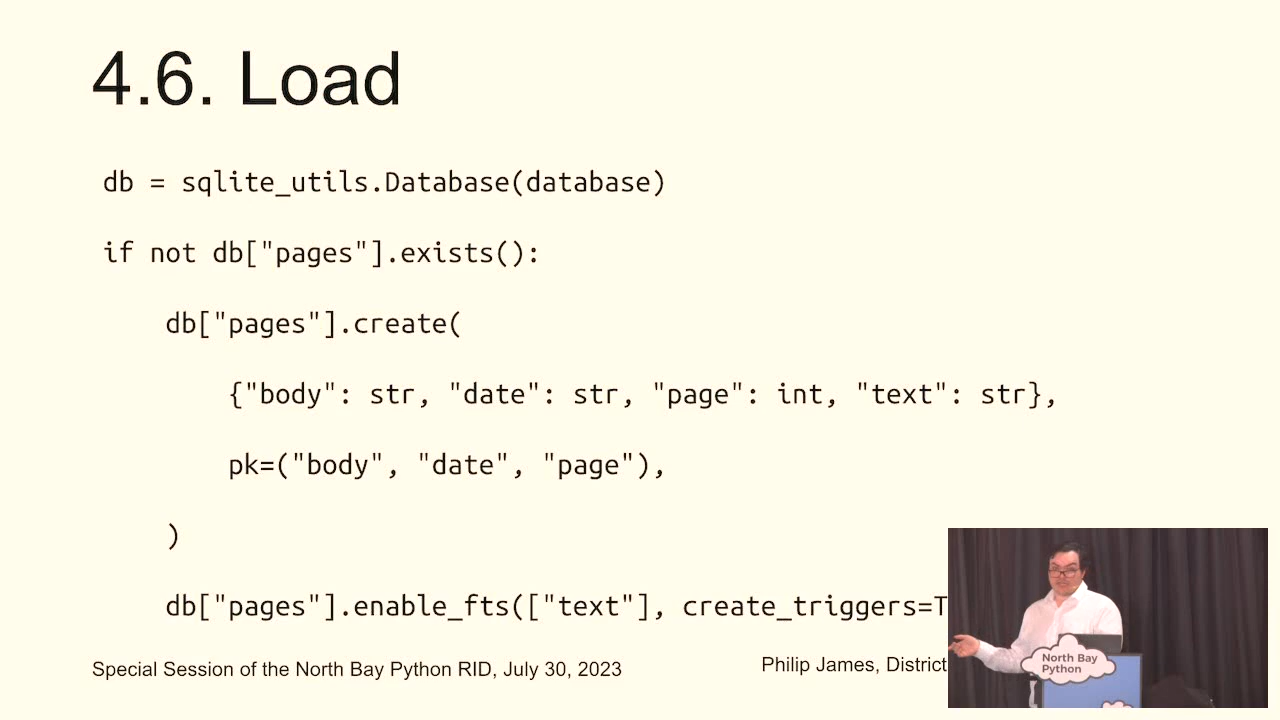 4.6. Load
db = sqlite_utils.Database(database)
if not db["pages"].exists():
db["pages"].create(
{"body": str, "date": str, "page": int, "text": str},
pk=("body", "date", "page"),
)
db["pages"].enable_fts(["text"], create_triggers=T
Special Session of the North Bay Python RID, July 30, 2023
Philip James, District
North Bay
Python